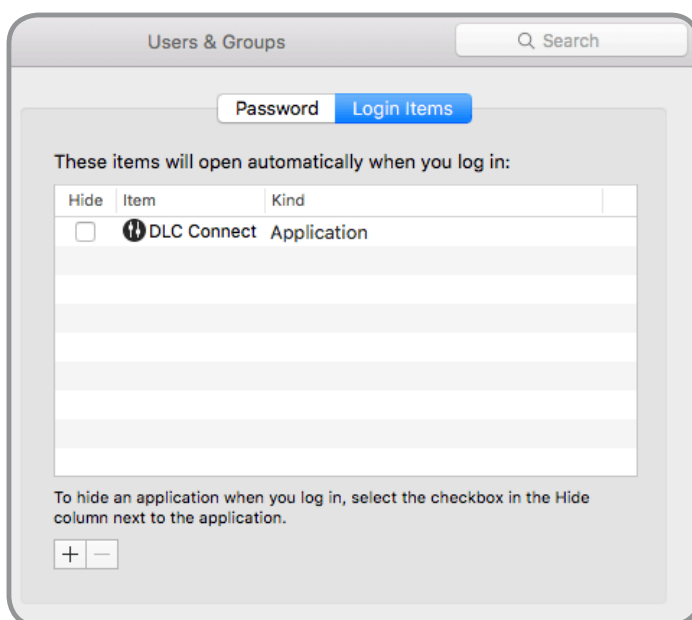 Users & Groups
Search
Password Login Items
These items will open automatically when you log in:
Hide Item Kind
DLC Connect Application
To hide an application when you log in, select the checkbox in the Hide
column next to the application.